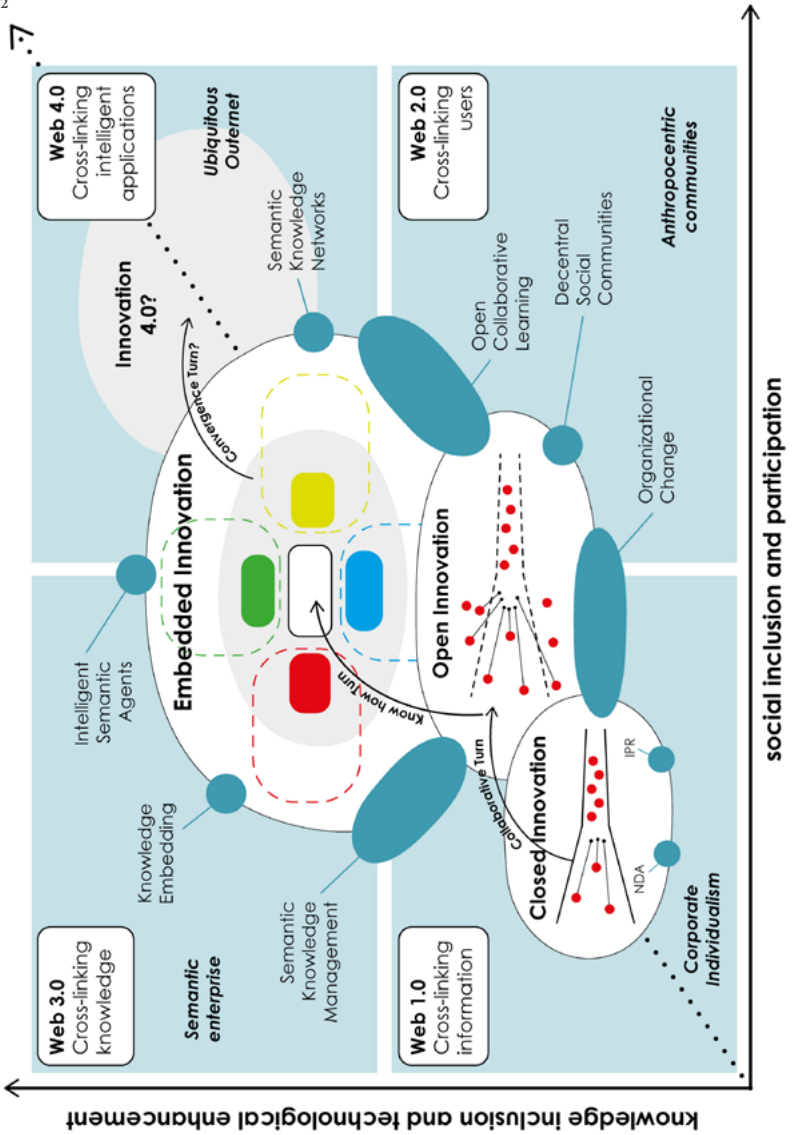 2
Web 3.0
Cross-linking
knowledge
Semantic
enterprise
Knowledge
Embedding
Semantic
Knowledge
Management
Intelligent
Semantic
Agents
Embedded Innovation
Know how Turn
Convergance Turn?
Innovation
4.0?
Semantic
Knowledge
Networks
Web 4.0
Cross-linking
intelligent
applications
Ubiquitous
Outernet
Web 1.0
Cross-linking
information
Corporate
Individualism
Closed Innovation
NDA
IPR
Collaborative Turn
Open Innovation
Open
Collaborative
Learning
Decentral
Social
Communities
Organizational
Change
Web 2.0
Cross-linking
users
Anthropocentric
communities
knowledge inclusion and technological enhancement
social inclusion and participation